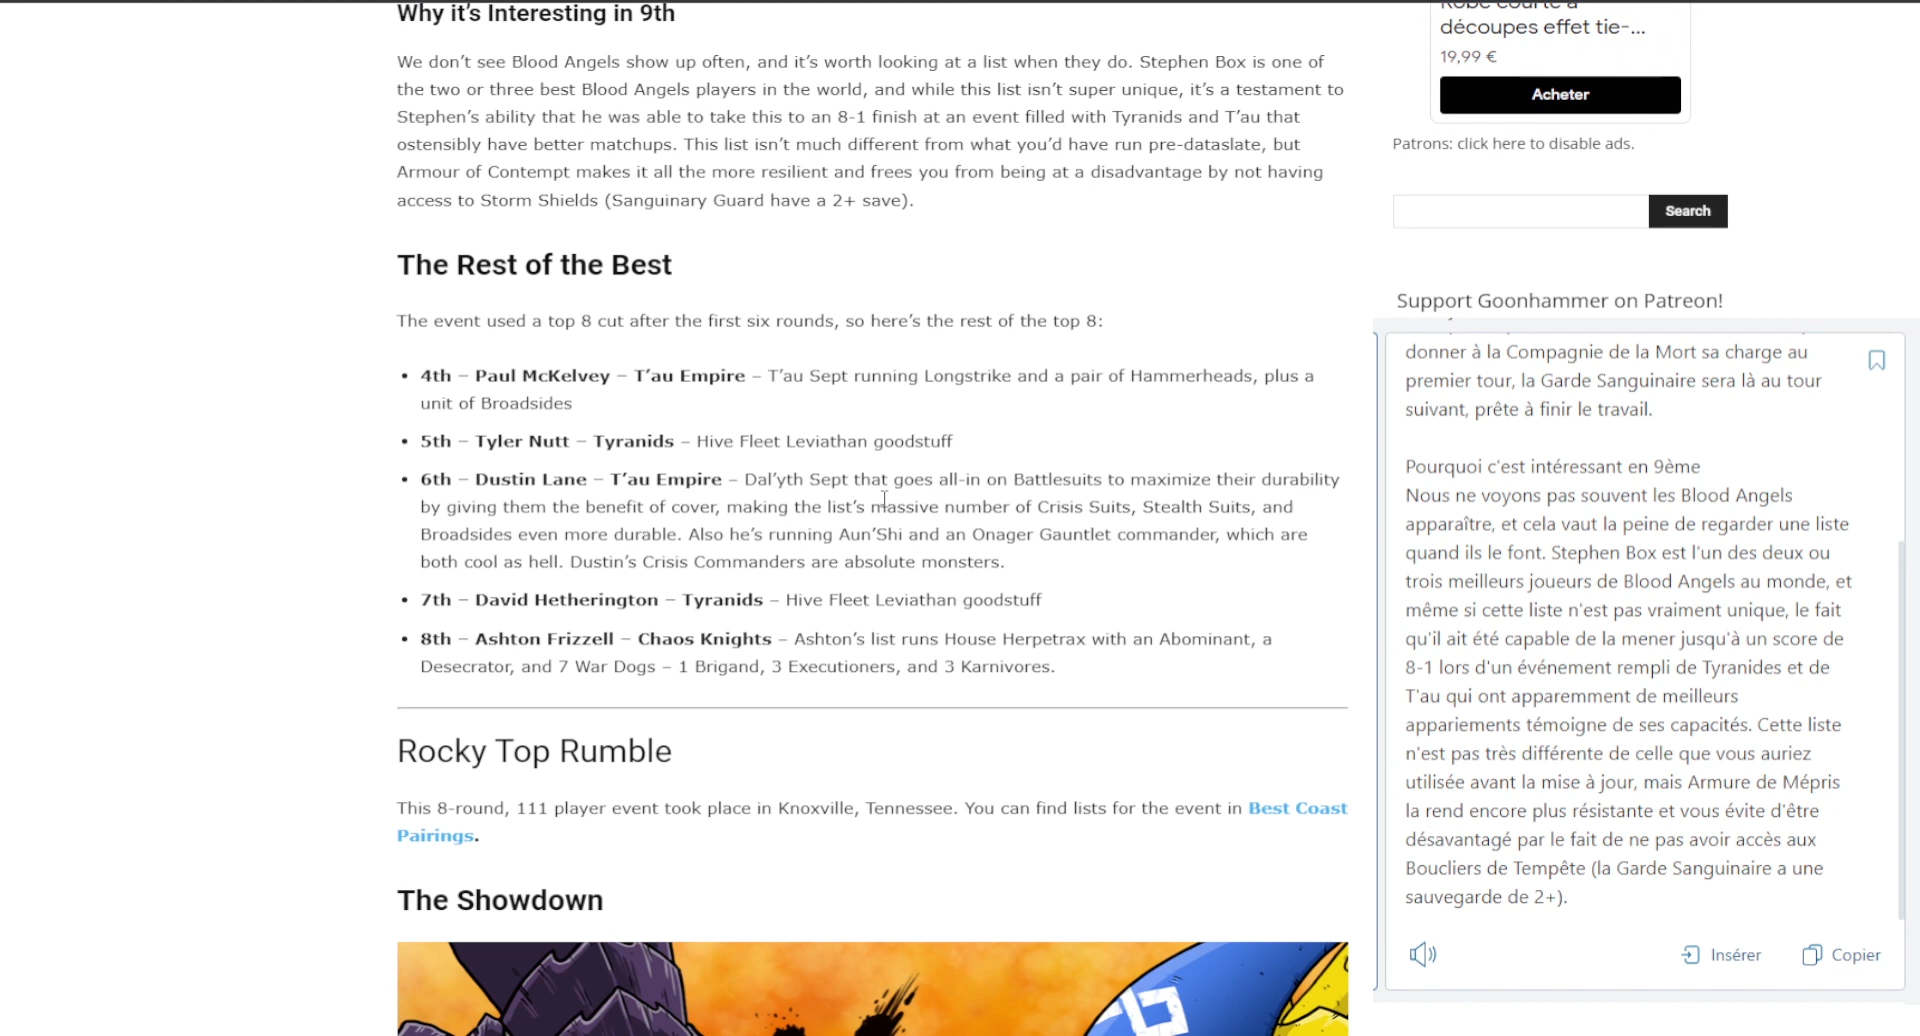 Why it's Interesting in 9th
We don't see Blood Angels show up often, and it's worth looking at a list when they do. Stephen Box is one of
the two or three best Blood Angels players in the world, and while this list isn't super unique, it's a testament to
Stephen's ability that he was able to take this to an 8-1 finish at an event filled with Tyranids and T'au that
ostensibly have better matchups. This list isn't much different from what you'd have run pre-dataslate, but
Armour of Contempt makes it all the more resilient and frees you from being at a disadvantage by not having
access to Storm Shields (Sanguinary Guard have a 2+ save).
The Rest of the Best
The event used a top 8 cut after the first six rounds, so here's the rest of the top 8:
• 4th – Paul McKelvey – T'au Empire – T'au Sept running Longstrike and a pair of Hammerheads, plus a
unit of Broadsides
• 5th – Tyler Nutt – Tyranids – Hive Fleet Leviathan goodstuff
• 6th – Dustin Lane – T'au Empire – Dal'yth Sept that goes all-in on Battlesuits to maximize their durability
by giving them the benefit of cover, making the list's massive number of Crisis Suits, Stealth Suits, and
Broadsides even more durable. Also he's running Aun'Shi and an Onager Gauntlet commander, which are
both cool as hell. Dustin's Crisis Commanders are absolute monsters.
• 7th – David Hetherington – Tyranids – Hive Fleet Leviathan goodstuff
• 8th – Ashton Frizzell – Chaos Knights – Ashton's list runs House Herpetrax with an Abominant, a
Desecrator, and 7 War Dogs – 1 Brigand, 3 Executioners, and 3 Karnivores.
Rocky Top Rumble
This 8-round, 111 player event took place in Knoxville, Tennessee. You can find lists for the event in Best Coast
Pairings.
The Showdown
Robe courte à
découpes effet tie-...
19,99 €
Acheter
Patrons: click here to disable ads.
Search
Support Goonhammer on Patreon!
donner à la Compagnie de la Mort sa charge au
premier tour, la Garde Sanguinaire sera là au tour
suivant, prête à finir le travail.
Pourquoi c'est intéressant en 9ème
Nous ne voyons pas souvent les Blood Angels
apparaître, et cela vaut la peine de regarder une liste
quand ils le font. Stephen Box est l'un des deux ou
trois meilleurs joueurs de Blood Angels au monde, et
même si cette liste n'est pas vraiment unique, le fait
qu'il ait été capable de la mener jusqu'à un score de
8-1 lors d'un événement rempli de Tyranides et de
T'au qui ont apparemment de meilleurs
appariements témoigne de ses capacités. Cette liste
n'est pas très différente de celle que vous auriez
utilisée avant la mise à jour, mais Armure de Mépris
la rend encore plus résistante et vous évite d'être
désavantagé par le fait de ne pas avoir accès aux
Boucliers de Tempête (la Garde Sanguinaire a une
sauvegarde de 2+).
Insérer
Copier